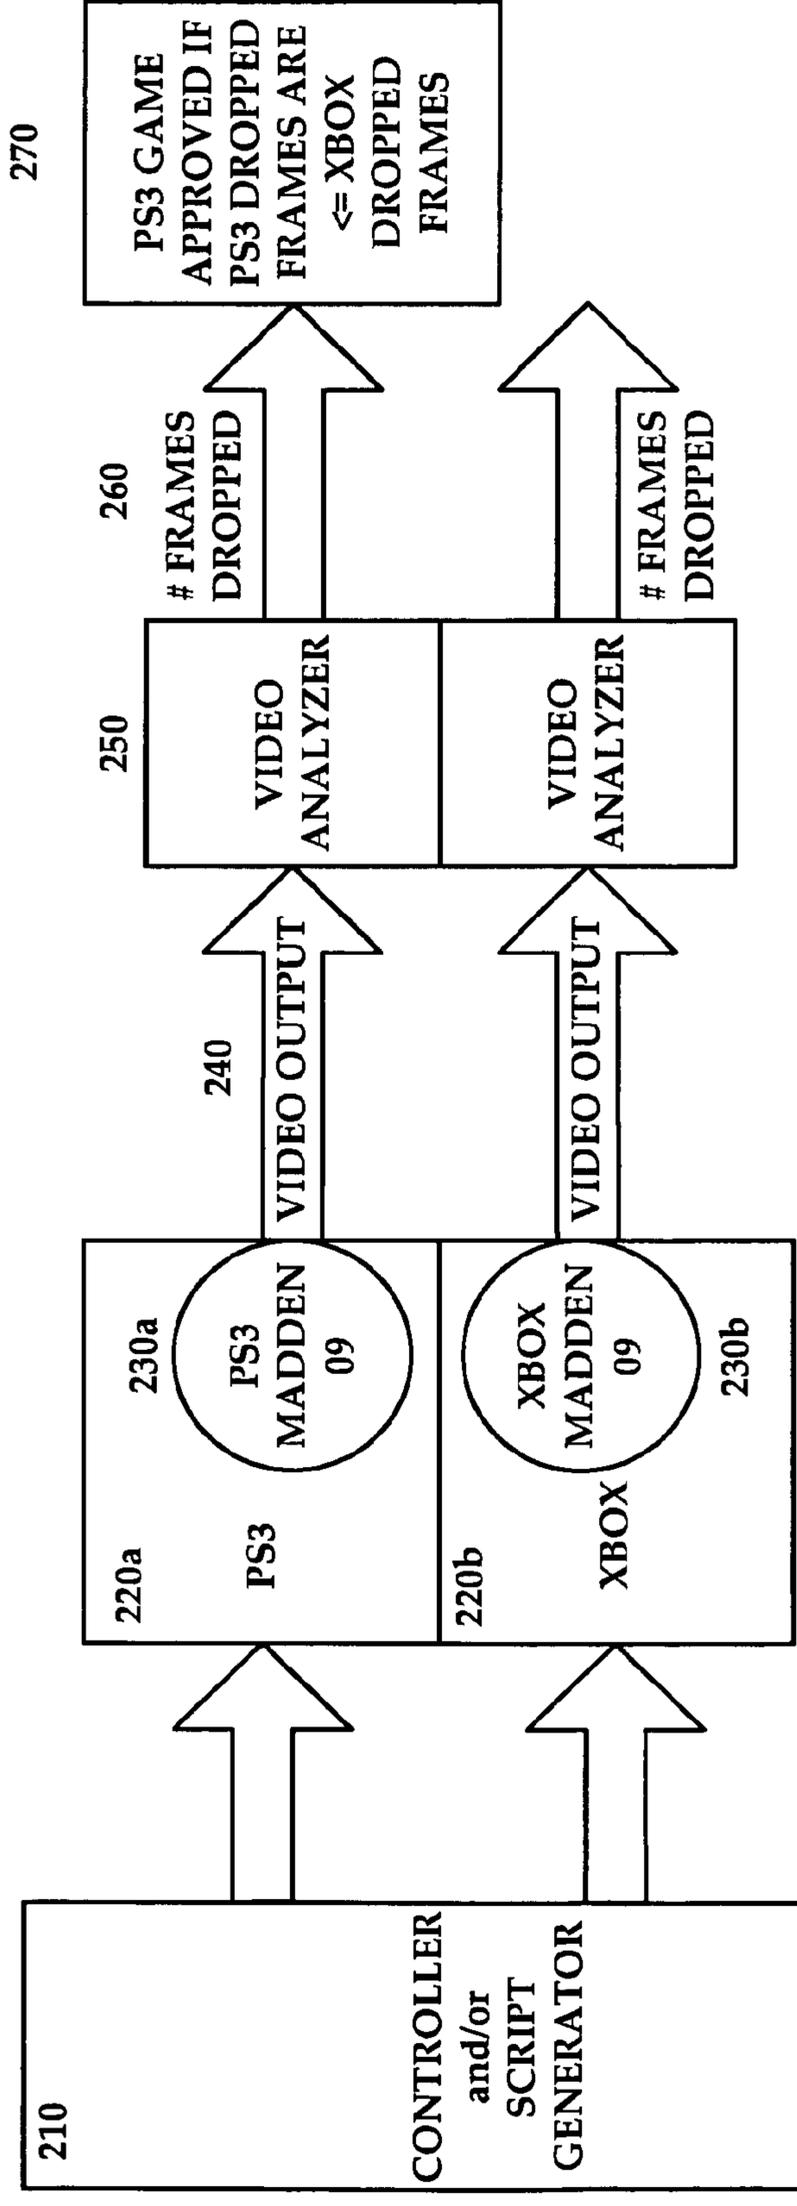 210
CONTROLLER
and/or
SCRIPT
GENERATOR
220a
PS3
230a
PS3
MADDEN
09
220b
XBOX
XBOX
MADDEN
09
230b
240
VIDEO OUTPUT
VIDEO OUTPUT
250
VIDEO
ANALYZER
VIDEO
ANALYZER
260
# FRAMES
DROPPED
# FRAMES
DROPPED
270
PS3 GAME
APPROVED IF
PS3 DROPPED
FRAMES ARE
<= XBOX
DROPPED
FRAMES